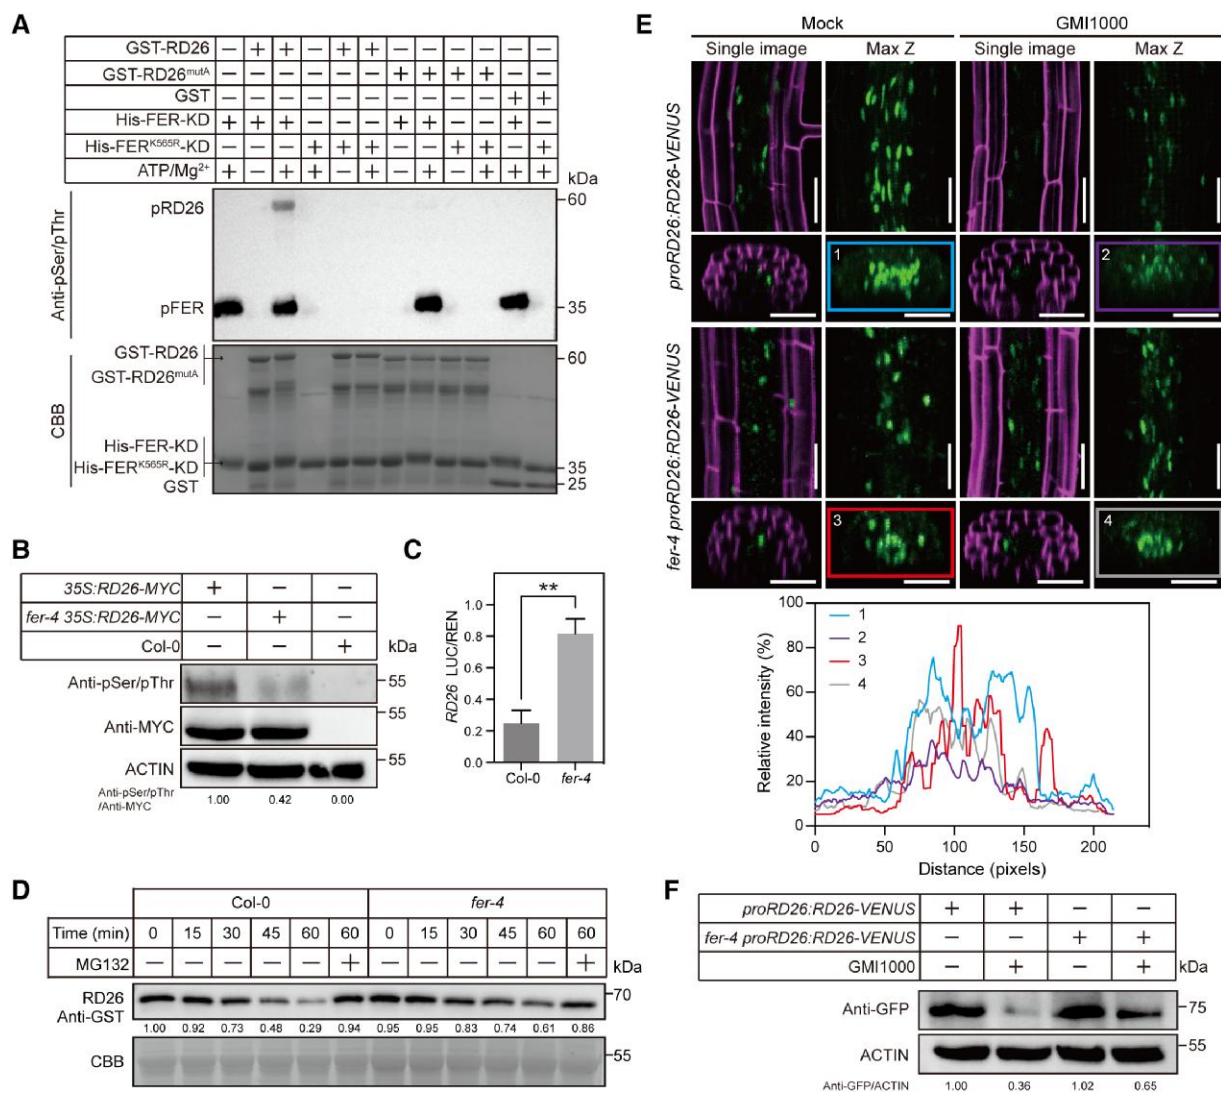 A
GST-RD26 — + + — + + — — — — — —
GST-RD26mutA — — — — — — + + + + — —
GST — — — — — — — — — — + +
His-FER-KD + + + — — — + + — — + —
His-FERK565R-KD — — — + + + — — + + — +
ATP/Mg2+ + — + + — + — + — + + +
kDa
Anti-pSer/pThr
pRD26
60
pFER
35
CBB
GST-RD26
60
GST-RD26mutA
His-FER-KD
His-FERK565R-KD
35
GST
25
B
35S:RD26-MYC + — —
fer-4 35S:RD26-MYC — + —
Col-0 — — +
kDa
Anti-pSer/pThr
55
Anti-MYC
55
ACTIN
55
Anti-pSer/pThr
/Anti-MYC
1.00 0.42 0.00
C
RD26 LUC/REN
1.0
0.8
0.6
0.4
0.2
0.0
**
Col-0 fer-4
D
Col-0 fer-4
Time (min) 0 15 30 45 60 60 0 15 30 45 60 60
MG132 — — — — — + — — — — — +
kDa
RD26
Anti-GST
70
1.00 0.92 0.73 0.48 0.29 0.94 0.95 0.95 0.83 0.74 0.61 0.86
CBB
55
E
Mock GMI1000
Single image Max Z Single image Max Z
proRD26:RD26-VENUS
1
2
fer-4 proRD26:RD26-VENUS
3
4
Relative intensity (%)
100
80
60
40
20
0
1
2
3
4
0 50 100 150 200
Distance (pixels)
F
proRD26:RD26-VENUS + + — —
fer-4 proRD26:RD26-VENUS — — + +
GMI1000 — + — +
kDa
Anti-GFP
75
ACTIN
55
Anti-GFP/ACTIN 1.00 0.36 1.02 0.65